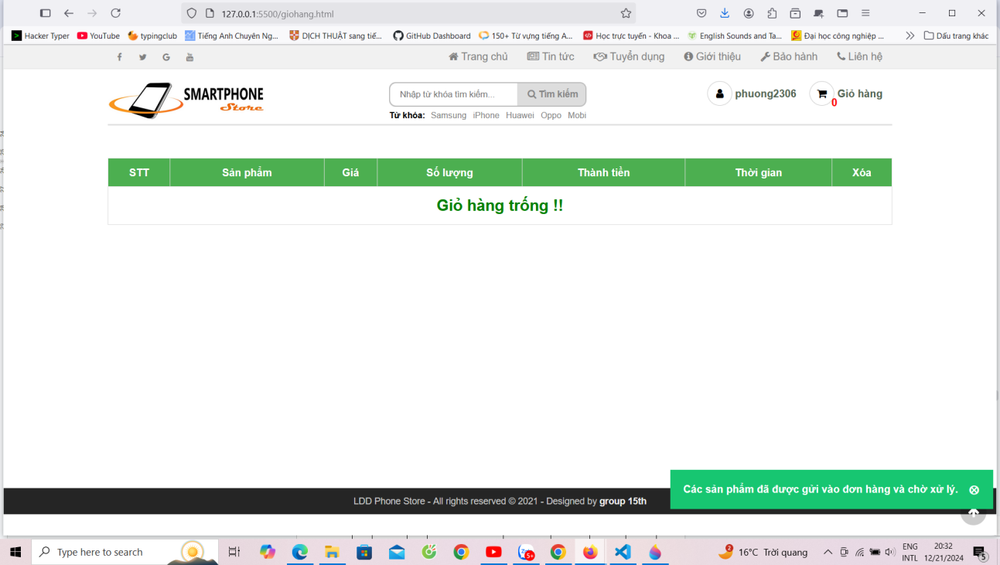 127.0.0.1:5500/giohang.html
Hacker Typer YouTube typingclub Tiếng Anh Chuyên Ng... DỊCH THUẬT sang tiế... GitHub Dashboard 150+ Từ vựng tiếng A... Học trực tuyến - Khoa ... English Sounds and Ta... Đại học công nghiệp ... Dấu trang khác
Trang chủ Tin tức Tuyển dụng Giới thiệu Bảo hành Liên hệ
SMARTPHONE
Store
Nhập từ khóa tìm kiếm... Tìm kiếm
phuong2306 0 Giỏ hàng
Từ khóa: Samsung iPhone Huawei Oppo Mobi
STT Sản phẩm Giá Số lượng Thành tiền Thời gian Xóa
Giỏ hàng trống !!
Các sản phẩm đã được gửi vào đơn hàng và chờ xử lý.
LDD Phone Store - All rights reserved © 2021 - Designed by group 15th
Type here to search
5+
2
16°C Trời quang
ENG
INTL
20:32
12/21/2024
5